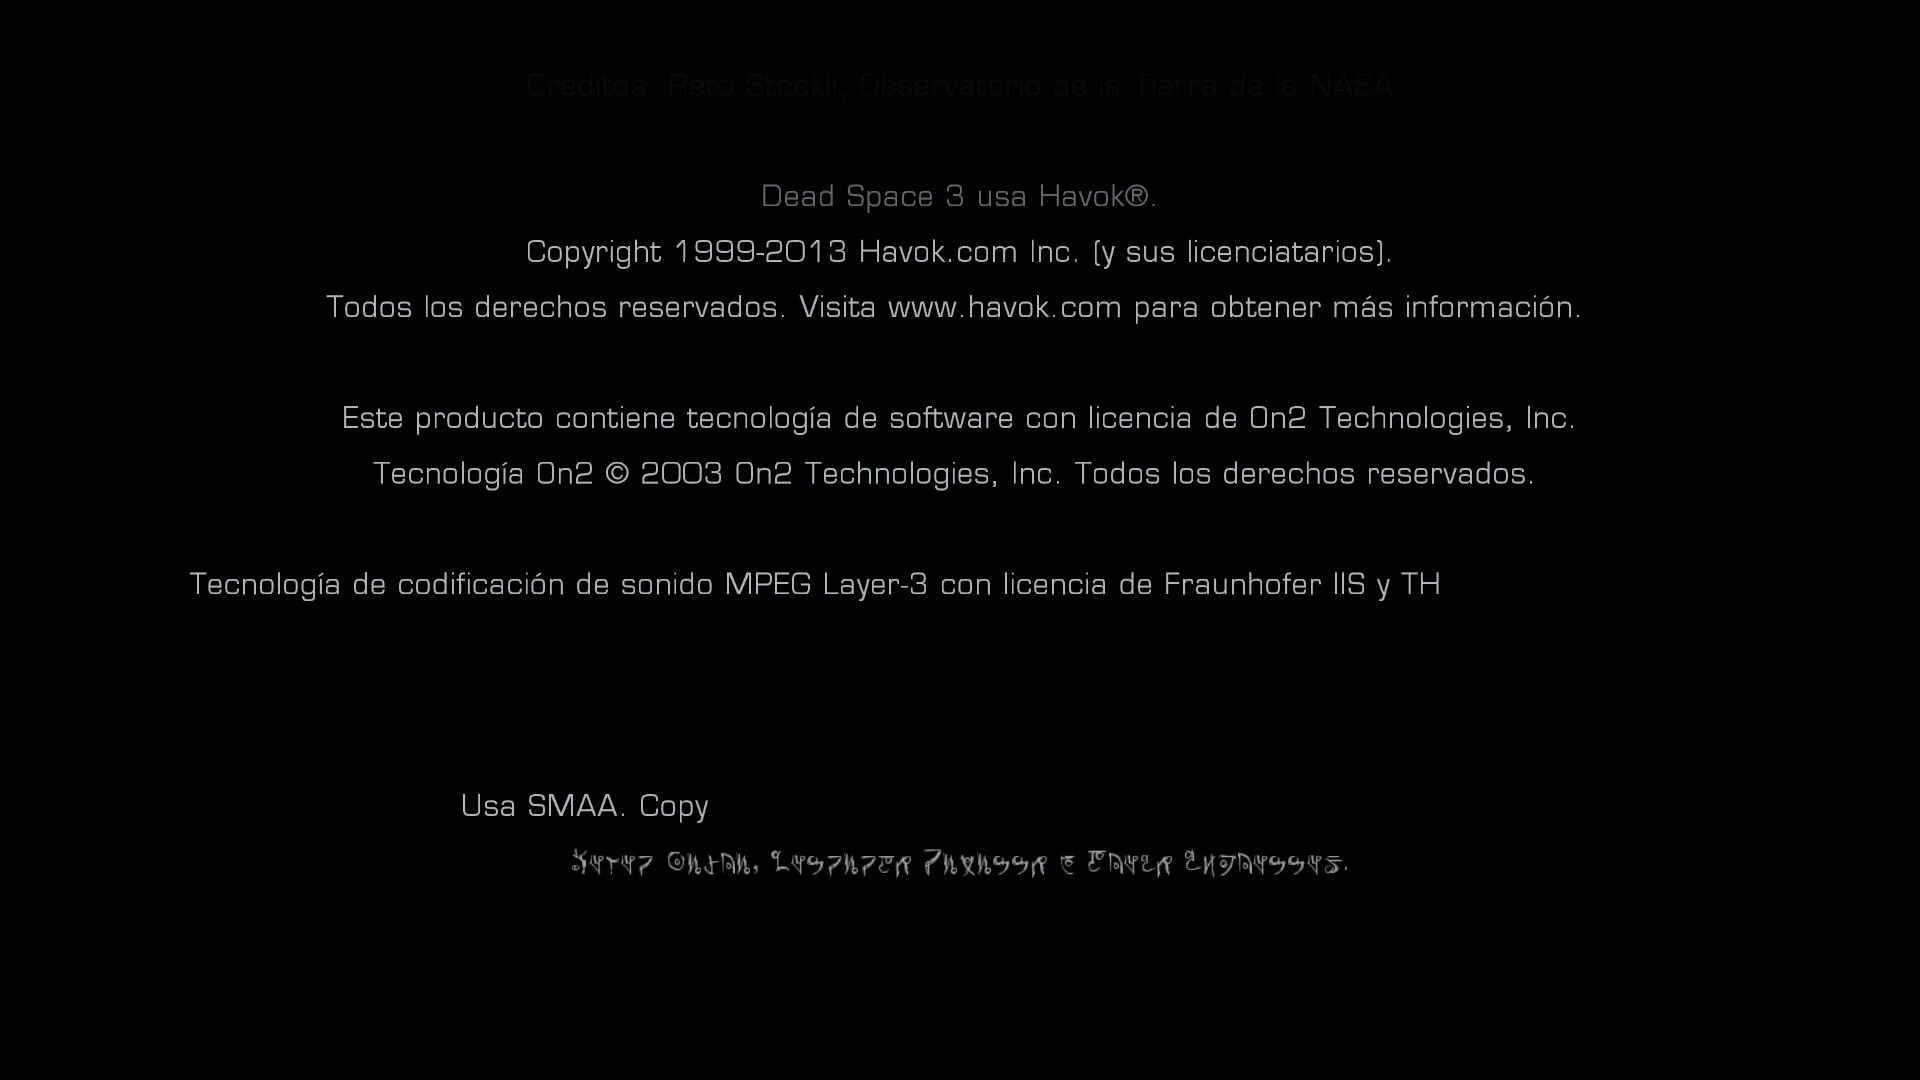 Creditos: Reto Stockli, Observatorio de la Tierra de la NASA
Dead Space 3 usa Havok®.
Copyright 1999-2013 Havok.com Inc. (y sus licenciatarios).
Todos los derechos reservados. Visita www.havok.com para obtener más información.
Este producto contiene tecnología de software con licencia de On2 Technologies, Inc.
Tecnología On2 © 2003 On2 Technologies, Inc. Todos los derechos reservados.
Tecnología de codificación de sonido MPEG Layer-3 con licencia de Fraunhofer IIS y TH
Usa SMAA. Copy